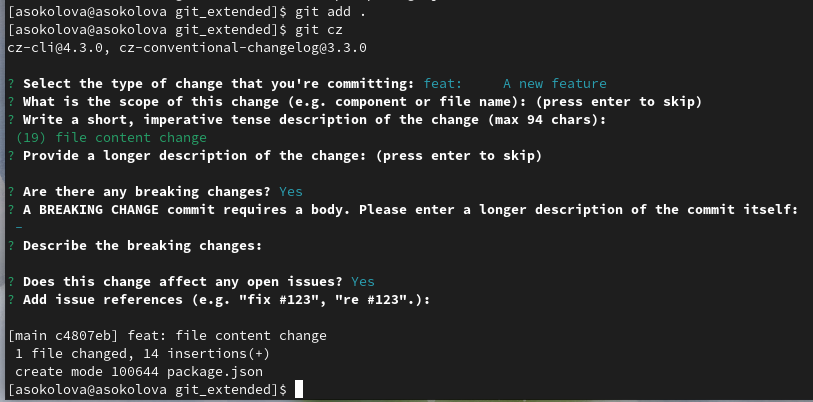 [asokolova@asokolova git_extended]$ git add .
[asokolova@asokolova git_extended]$ git cz
cz-cli@4.3.0, cz-conventional-changelog@3.3.0
? Select the type of change that you're committing: feat:     A new feature
? What is the scope of this change (e.g. component or file name): (press enter to skip)
? Write a short, imperative tense description of the change (max 94 chars):
(19) file content change
? Provide a longer description of the change: (press enter to skip)
? Are there any breaking changes? Yes
? A BREAKING CHANGE commit requires a body. Please enter a longer description of the commit itself:
-
? Describe the breaking changes:
? Does this change affect any open issues? Yes
? Add issue references (e.g. "fix #123", "re #123".):
[main c4807eb] feat: file content change
1 file changed, 14 insertions(+)
create mode 100644 package.json
[asokolova@asokolova git_extended]$